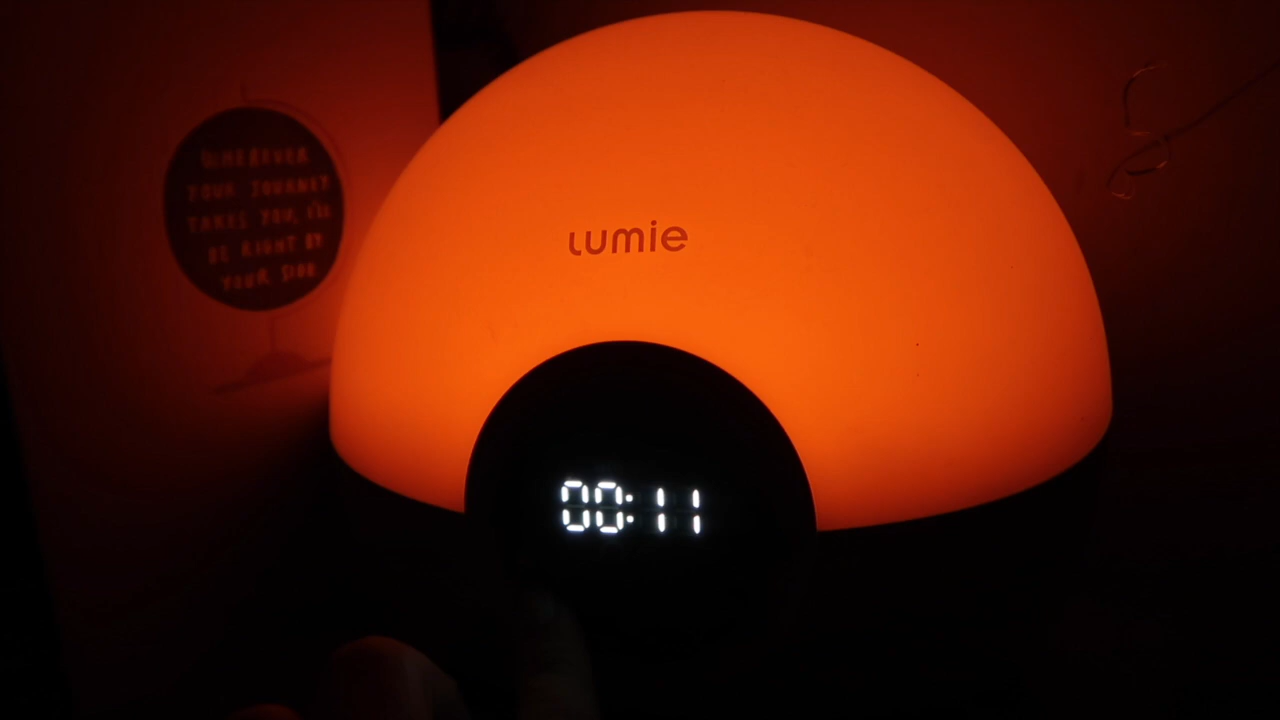 WHEREVER
YOUR JOURNEY
TAKES YOU, I'LL
BE RIGHT BY
YOUR SIDE
lumie
00:11